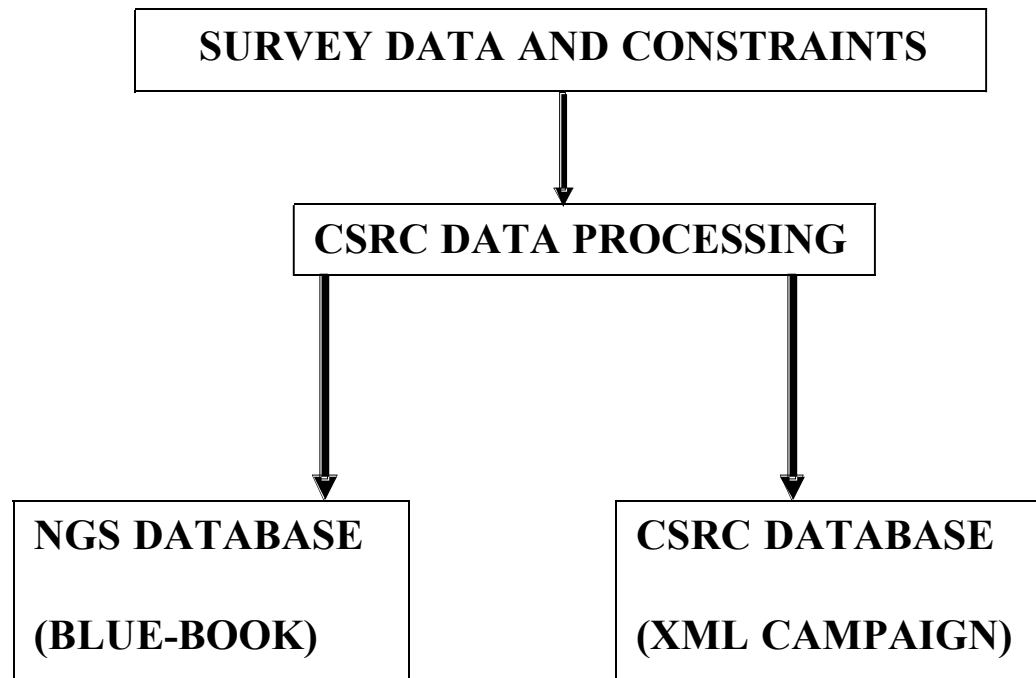 SURVEY DATA AND CONSTRAINTS
CSRC DATA PROCESSING
NGS DATABASE
(BLUE-BOOK)
CSRC DATABASE
(XML CAMPAIGN)